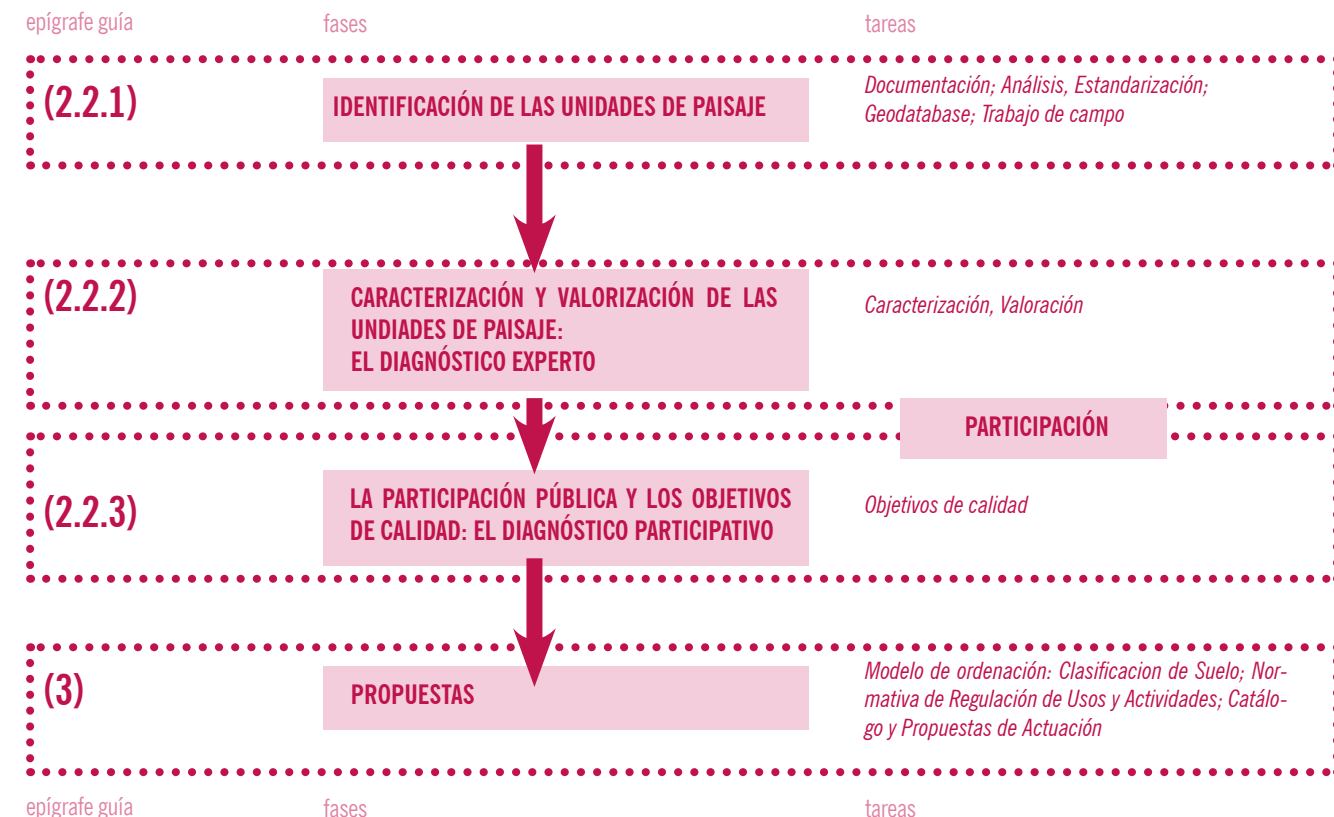 epígrafe guía
fases
tareas
(2.2.1)
IDENTIFICACIÓN DE LAS UNIDADES DE PAISAJE
Documentación; Análisis, Estandarización;
Geodatabase; Trabajo de campo
(2.2.2)
CARACTERIZACIÓN Y VALORIZACIÓN DE LAS
UNDIADES DE PAISAJE:
EL DIAGNÓSTICO EXPERTO
Caracterización, Valoración
PARTICIPACIÓN
(2.2.3)
LA PARTICIPACIÓN PÚBLICA Y LOS OBJETIVOS
DE CALIDAD: EL DIAGNÓSTICO PARTICIPATIVO
Objetivos de calidad
(3)
PROPUESTAS
Modelo de ordenación: Clasificacion de Suelo; Nor-
mativa de Regulación de Usos y Actividades; Catálo-
go y Propuestas de Actuación
epígrafe guía
fases
tareas